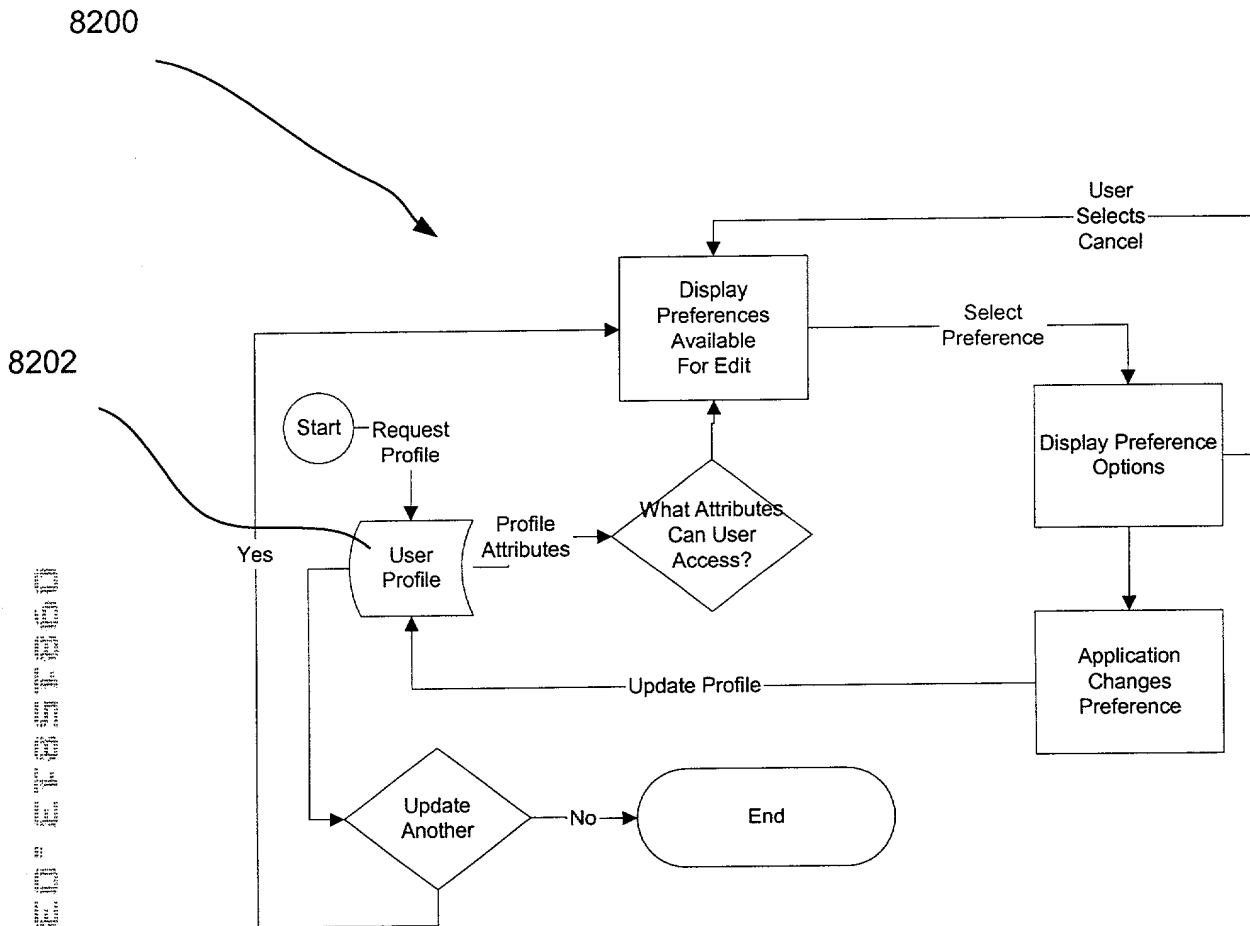 8200
User
Selects
Cancel
Display
Preferences
Available
For Edit
Select
Preference
8202
Start
Request
Profile
Display Preference
Options
What Attributes
Can User
Access?
Profile
Attributes
User
Profile
Yes
Application
Changes
Preference
Update Profile
Update
Another
No
End